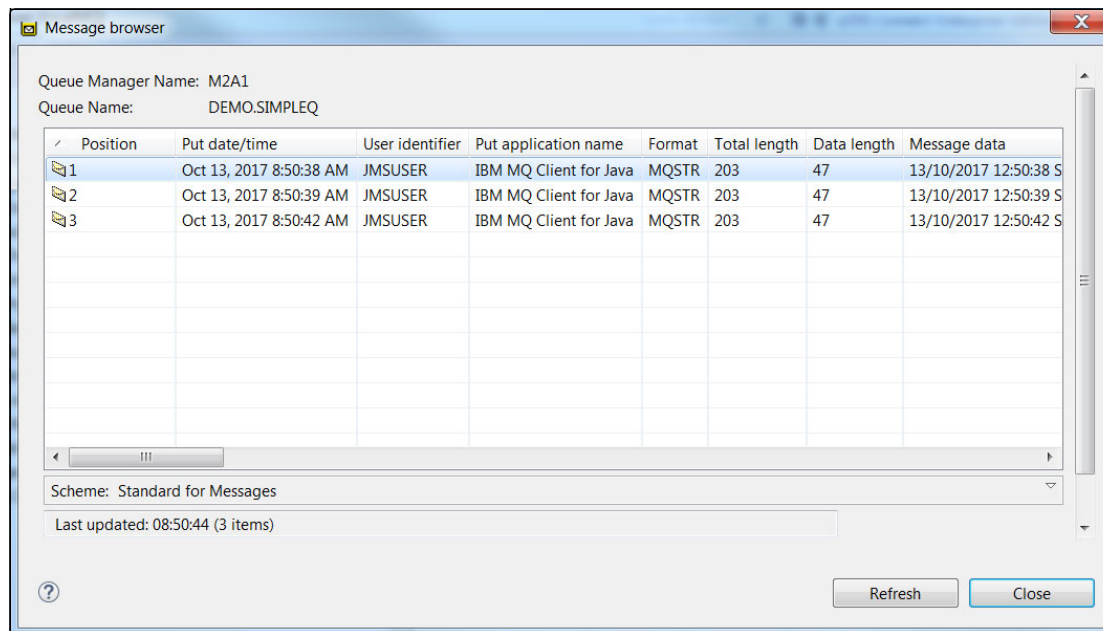 Message browser
Queue Manager Name: M2A1
Queue Name: DEMO.SIMPLEQ
Position Put date/time User identifier Put application name Format Total length Data length Message data
1 Oct 13, 2017 8:50:38 AM JMSUSER IBM MQ Client for Java MQSTR 203 47 13/10/2017 12:50:38 S
2 Oct 13, 2017 8:50:39 AM JMSUSER IBM MQ Client for Java MQSTR 203 47 13/10/2017 12:50:39 S
3 Oct 13, 2017 8:50:42 AM JMSUSER IBM MQ Client for Java MQSTR 203 47 13/10/2017 12:50:42 S
Scheme: Standard for Messages
Last updated: 08:50:44 (3 items)
Refresh Close